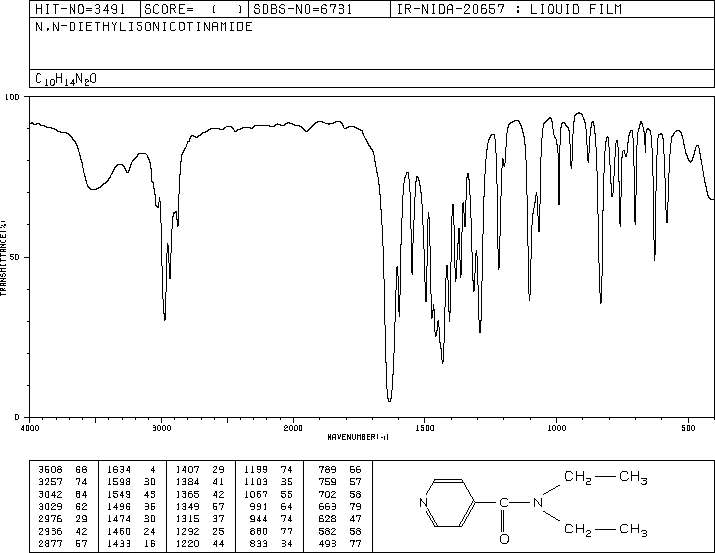 HIT-NO=3491 SCORE= ( ) SDBS-NO=6731 IR-NIDA-20657 : LIQUID FILM
N,N-DIETHYLISONICOTINAMIDE
C10H14N2O
100
50
0
TRANSMITTANCE(%)
4000 3000 2000 1500 1000 500
WAVENUMBER(-1)
3508 68 1634 4 1407 29 1199 74 789 66
3257 74 1598 30 1384 41 1103 35 759 57
3042 64 1549 43 1365 42 1067 55 702 58
3029 62 1496 35 1349 57 991 64 663 79
2976 29 1474 30 1315 37 944 74 628 47
2936 42 1460 24 1292 25 880 77 582 58
2877 57 1433 16 1220 44 833 34 493 77
CH2 CH3
N C N
O
CH2 CH3